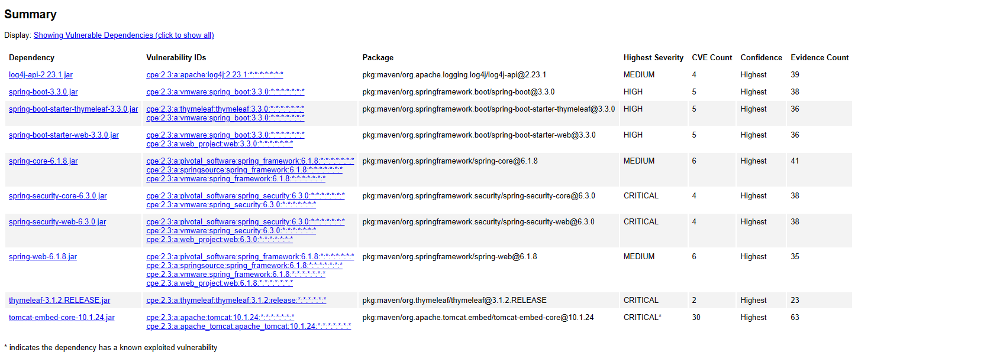 Summary
Display: Showing Vulnerable Dependencies (click to show all)
Dependency Vulnerability IDs Package Highest Severity CVE Count Confidence Evidence Count
log4j-api-2.23.1.jar cpe:2.3:a:apache:log4j:2.23.1:*:*:*:*:*:*:* pkg:maven/org.apache.logging.log4j/log4j-api@2.23.1 MEDIUM 4 Highest 39
spring-boot-3.3.0.jar cpe:2.3:a:vmware:spring_boot:3.3.0:*:*:*:*:*:*:* pkg:maven/org.springframework.boot/spring-boot@3.3.0 HIGH 5 Highest 38
spring-boot-starter-thymeleaf-3.3.0.jar cpe:2.3:a:thymeleaf:thymeleaf:3.3.0:*:*:*:*:*:*:* pkg:maven/org.springframework.boot/spring-boot-starter-thymeleaf@3.3.0 HIGH 5 Highest 36
cpe:2.3:a:vmware:spring_boot:3.3.0:*:*:*:*:*:*:*
spring-boot-starter-web-3.3.0.jar cpe:2.3:a:vmware:spring_boot:3.3.0:*:*:*:*:*:*:* pkg:maven/org.springframework.boot/spring-boot-starter-web@3.3.0 HIGH 5 Highest 36
cpe:2.3:a:web_project:web:3.3.0:*:*:*:*:*:*:*
spring-core-6.1.8.jar cpe:2.3:a:pivotal_software:spring_framework:6.1.8:*:*:*:*:*:*:* pkg:maven/org.springframework/spring-core@6.1.8 MEDIUM 6 Highest 41
cpe:2.3:a:springsource:spring_framework:6.1.8:*:*:*:*:*:*:*
cpe:2.3:a:vmware:spring_framework:6.1.8:*:*:*:*:*:*:*
spring-security-core-6.3.0.jar cpe:2.3:a:pivotal_software:spring_security:6.3.0:*:*:*:*:*:*:* pkg:maven/org.springframework.security/spring-security-core@6.3.0 CRITICAL 4 Highest 38
cpe:2.3:a:vmware:spring_security:6.3.0:*:*:*:*:*:*:*
spring-security-web-6.3.0.jar cpe:2.3:a:pivotal_software:spring_security:6.3.0:*:*:*:*:*:*:* pkg:maven/org.springframework.security/spring-security-web@6.3.0 CRITICAL 4 Highest 38
cpe:2.3:a:vmware:spring_security:6.3.0:*:*:*:*:*:*:*
cpe:2.3:a:web_project:web:6.3.0:*:*:*:*:*:*:*
spring-web-6.1.8.jar cpe:2.3:a:pivotal_software:spring_framework:6.1.8:*:*:*:*:*:*:* pkg:maven/org.springframework/spring-web@6.1.8 MEDIUM 6 Highest 35
cpe:2.3:a:springsource:spring_framework:6.1.8:*:*:*:*:*:*:*
cpe:2.3:a:vmware:spring_framework:6.1.8:*:*:*:*:*:*:*
cpe:2.3:a:web_project:web:6.1.8:*:*:*:*:*:*:*
thymeleaf-3.1.2.RELEASE.jar cpe:2.3:a:thymeleaf:thymeleaf:3.1.2:release:*:*:*:*:*:* pkg:maven/org.thymeleaf/thymeleaf@3.1.2.RELEASE CRITICAL 2 Highest 23
tomcat-embed-core-10.1.24.jar cpe:2.3:a:apache:tomcat:10.1.24:*:*:*:*:*:*:* pkg:maven/org.apache.tomcat.embed/tomcat-embed-core@10.1.24 CRITICAL* 30 Highest 63
cpe:2.3:a:apache_tomcat:apache_tomcat:10.1.24:*:*:*:*:*:*:*
* indicates the dependency has a known exploited vulnerability